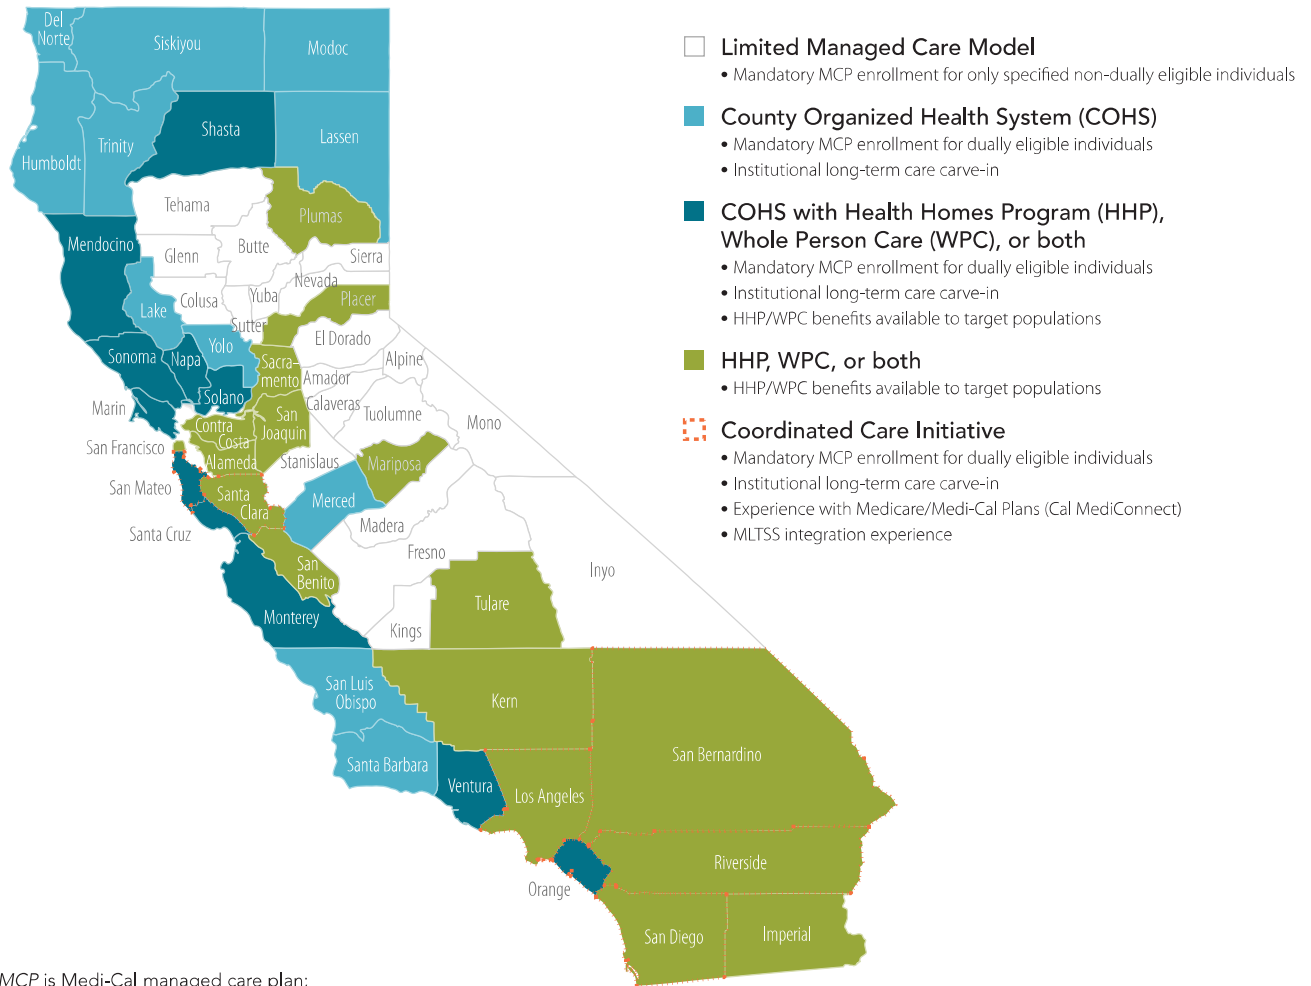 Del
Norte
Siskiyou
Modoc
Humboldt
Trinity
Shasta
Lassen
Tehama
Plumas
Mendocino
Glenn
Butte
Sierra
Colusa
Yuba
Nevada
Placer
Lake
Sutter
Yolo
El Dorado
Sonoma
Napa
Sacra-
mento
Alpine
Solano
Amador
Marin
Calaveras
Contra
Costa
San
Joaquin
Tuolumne
Mono
San Francisco
Alameda
Stanislaus
Mariposa
San Mateo
Santa
Clara
Merced
Santa Cruz
Madera
Fresno
San
Benito
Inyo
Monterey
Kings
Tulare
San Luis
Obispo
Kern
San Bernardino
Santa Barbara
Ventura
Los Angeles
Orange
Riverside
San Diego
Imperial
Limited Managed Care Model
• Mandatory MCP enrollment for only specified non-dually eligible individuals
County Organized Health System (COHS)
• Mandatory MCP enrollment for dually eligible individuals
• Institutional long-term care carve-in
COHS with Health Homes Program (HHP),
Whole Person Care (WPC), or both
• Mandatory MCP enrollment for dually eligible individuals
• Institutional long-term care carve-in
• HHP/WPC benefits available to target populations
HHP, WPC, or both
• HHP/WPC benefits available to target populations
Coordinated Care Initiative
• Mandatory MCP enrollment for dually eligible individuals
• Institutional long-term care carve-in
• Experience with Medicare/Medi-Cal Plans (Cal MediConnect)
• MLTSS integration experience
MCP is Medi-Cal managed care plan;